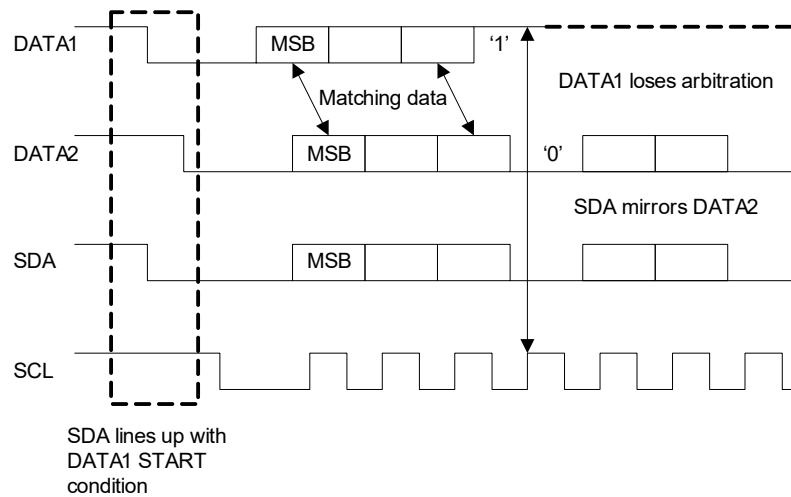 DATA1
MSB
‘1’
Matching data
DATA1 loses arbitration
DATA2
MSB
‘0’
SDA mirrors DATA2
SDA
MSB
SCL
SDA lines up with
DATA1 START
condition